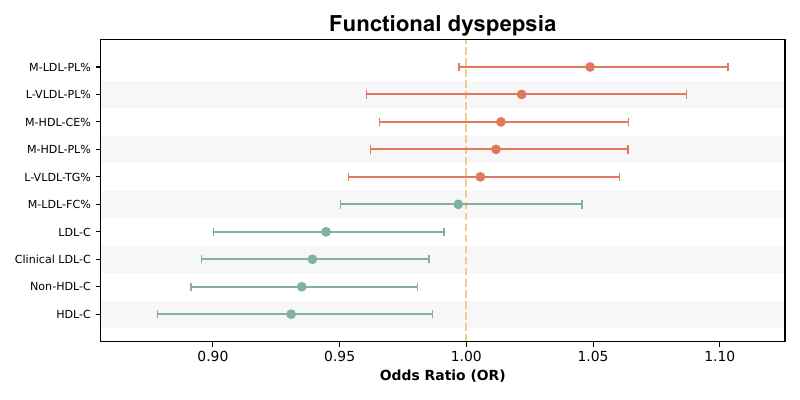 Functional dyspepsia
M-LDL-PL%
L-VLDL-PL%
M-HDL-CE%
M-HDL-PL%
L-VLDL-TG%
M-LDL-FC%
LDL-C
Clinical LDL-C
Non-HDL-C
HDL-C
0.90 0.95 1.00 1.05 1.10
Odds Ratio (OR)